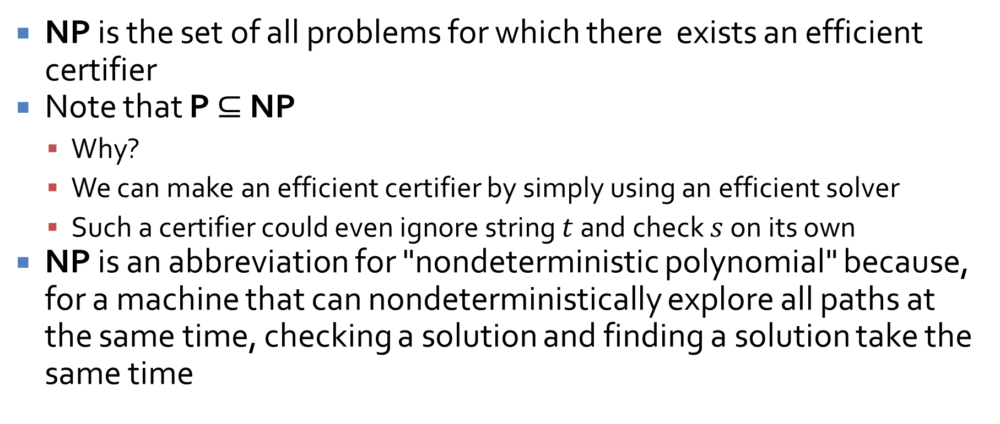 NP is the set of all problems for which there  exists an efficient
certifier
Note that P ⊆ NP
Why?
We can make an efficient certifier by simply using an efficient solver
Such a certifier could even ignore string t and check s on its own
NP is an abbreviation for "nondeterministic polynomial" because,
for a machine that can nondeterministically explore all paths at
the same time, checking a solution and finding a solution take the
same time